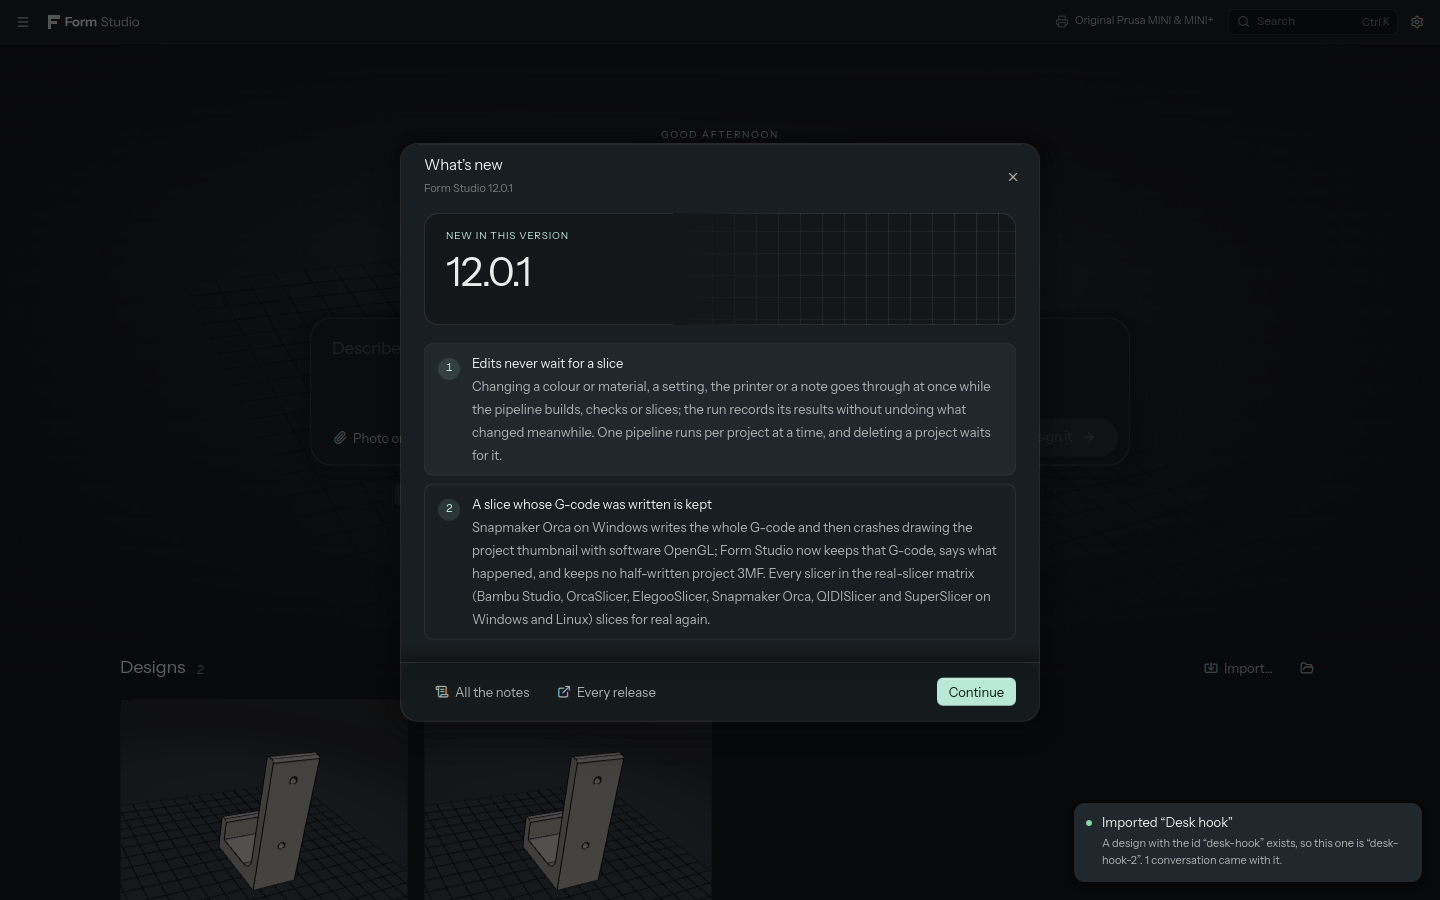 Form Studio
Original Prusa MINI & MINI+
Search
Ctrl K
GOOD AFTERNOON
What's new
Form Studio 12.0.1
NEW IN THIS VERSION
12.0.1
Describe
1
Edits never wait for a slice
Changing a colour or material, a setting, the printer or a note goes through at once while
the pipeline builds, checks or slices; the run records its results without undoing what
changed meanwhile. One pipeline runs per project at a time, and deleting a project waits
for it.
Photo
2
A slice whose G-code was written is kept
Snapmaker Orca on Windows writes the whole G-code and then crashes drawing the
project thumbnail with software OpenGL; Form Studio now keeps that G-code, says what
happened, and keeps no half-written project 3MF. Every slicer in the real-slicer matrix
(Bambu Studio, OrcaSlicer, ElegooSlicer, Snapmaker Orca, QIDISlicer and SuperSlicer on
Windows and Linux) slices for real again.
Designs 2
Import...
All the notes
Every release
Continue
Imported “Desk hook”
A design with the id “desk-hook” exists, so this one is “desk-
hook-2”. 1 conversation came with it.